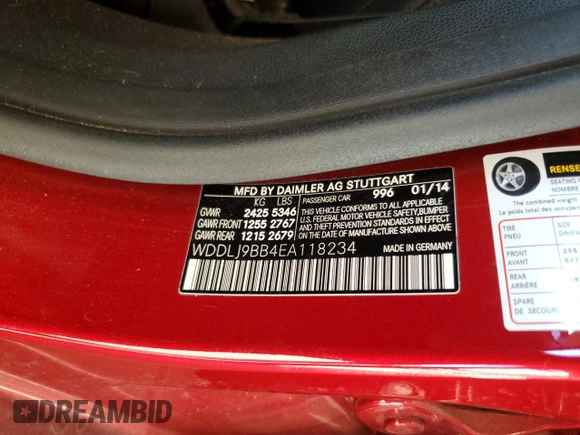 MFD BY DAIMLER AG STUTTGART
KG LBS PASSENGER CAR 996 01/14
GVWR 2425 5346
GAWR FRONT 1255 2767
GAWR REAR 1215 2679
THIS VEHICLE CONFORMS TO ALL APPLICABLE
U.S. FEDERAL MOTOR VEHICLE SAFETY, BUMPER
AND THEFT PREVENTION STANDARDS IN
EFFECT ON THE DATE OF MANUFACTURE
SHOWN ABOVE.
WDDLJ9BB4EA118234 MADE IN GERMANY
RENSE
SEATING
NOMBRE
The combined weight
Le poids total des occupan
TIRE
PNEU
SIZE
DIMEN
FRONT
AVANT
255
REAR
ARRIÈRE
SPARE
DE SECOURS
DREAMBID